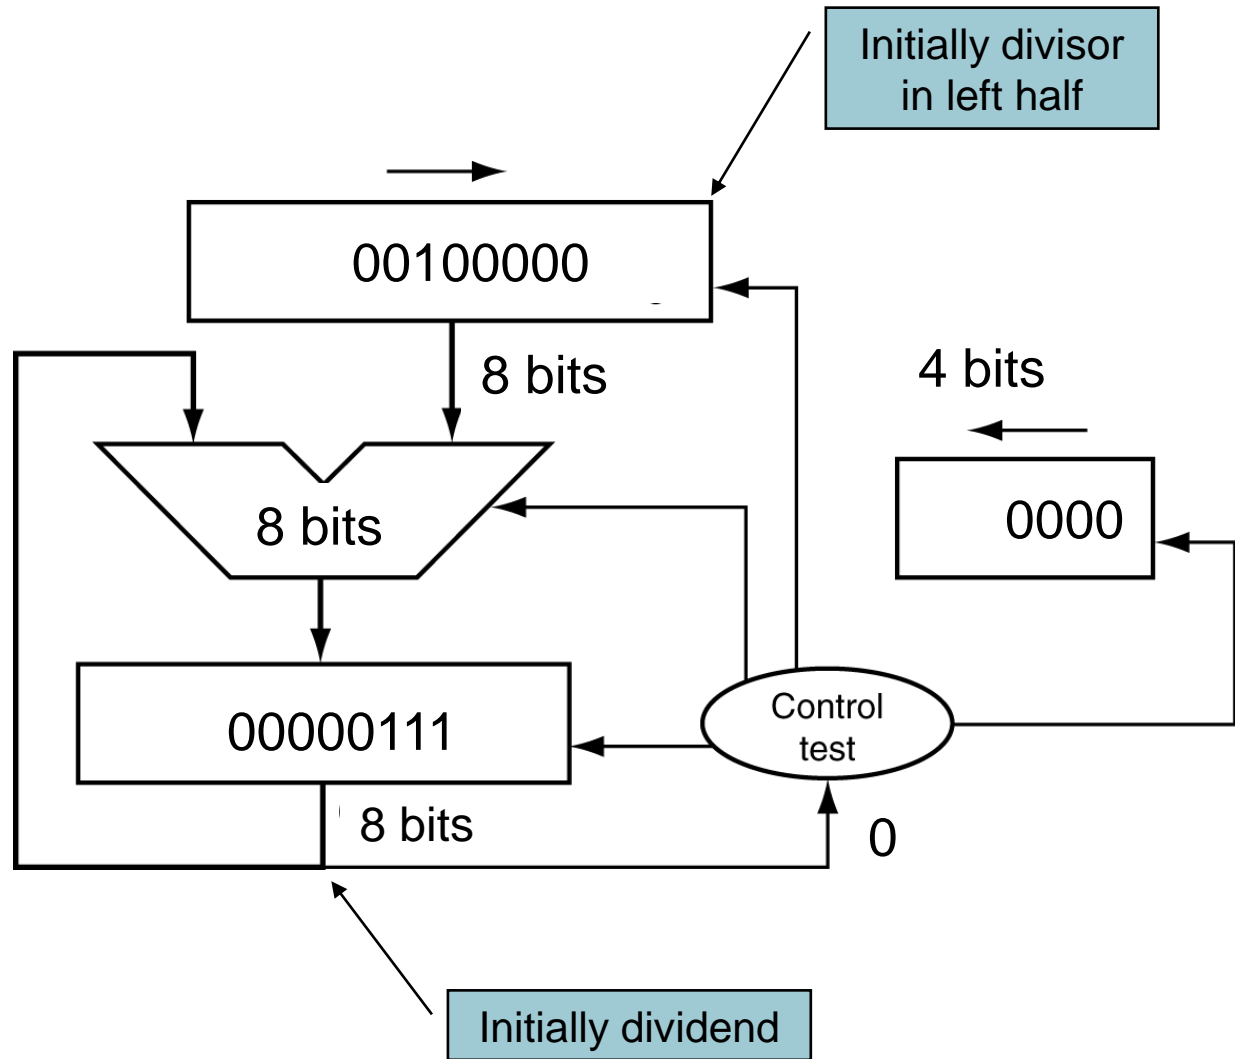 Initially divisor
in left half
00100000
8 bits
4 bits
8 bits
0000
00000111
Control
test
8 bits
0
Initially dividend